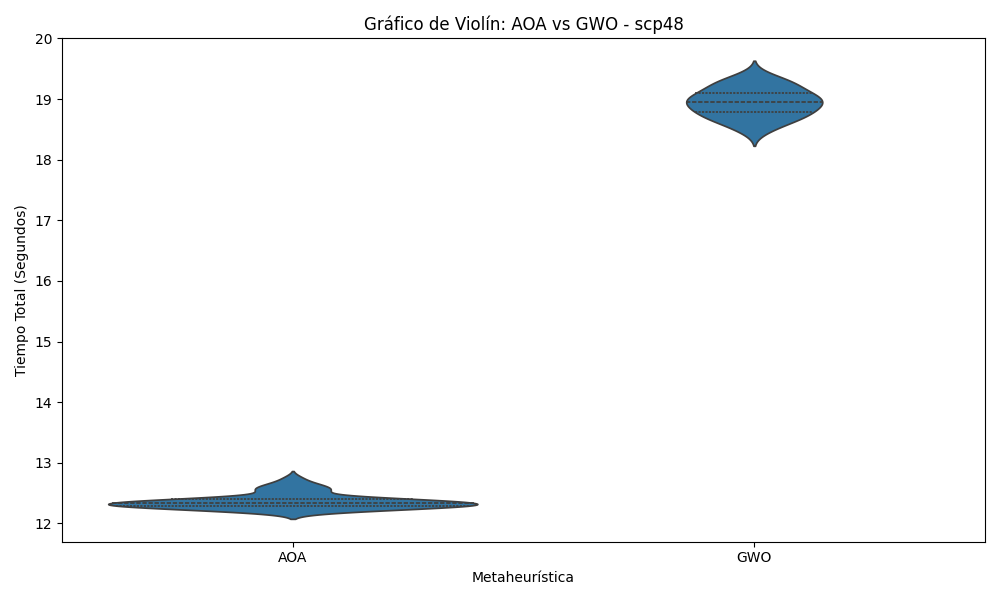 Gráfico de Violín: AOA vs GWO - scp48
Tiempo Total (Segundos)
20
19
18
17
16
15
14
13
12
AOA
GWO
Metaheurística